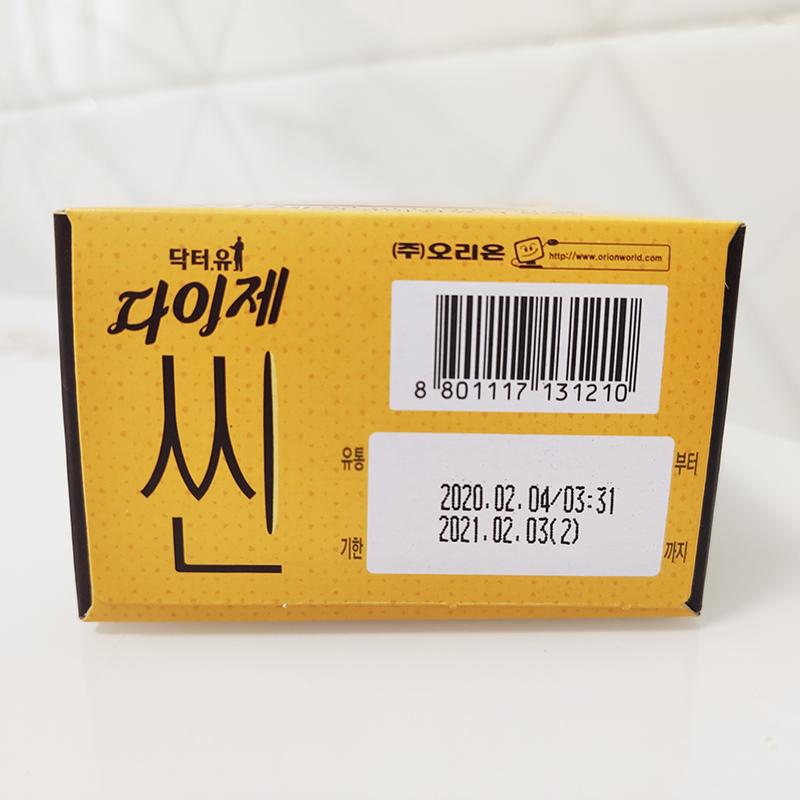 닥터유
다이제
씬
(주)오리온
http://www.orionworld.com
8 801117 131210
유통
부터
2020.02.04/03:31
2021.02.03(2)
기한
까지